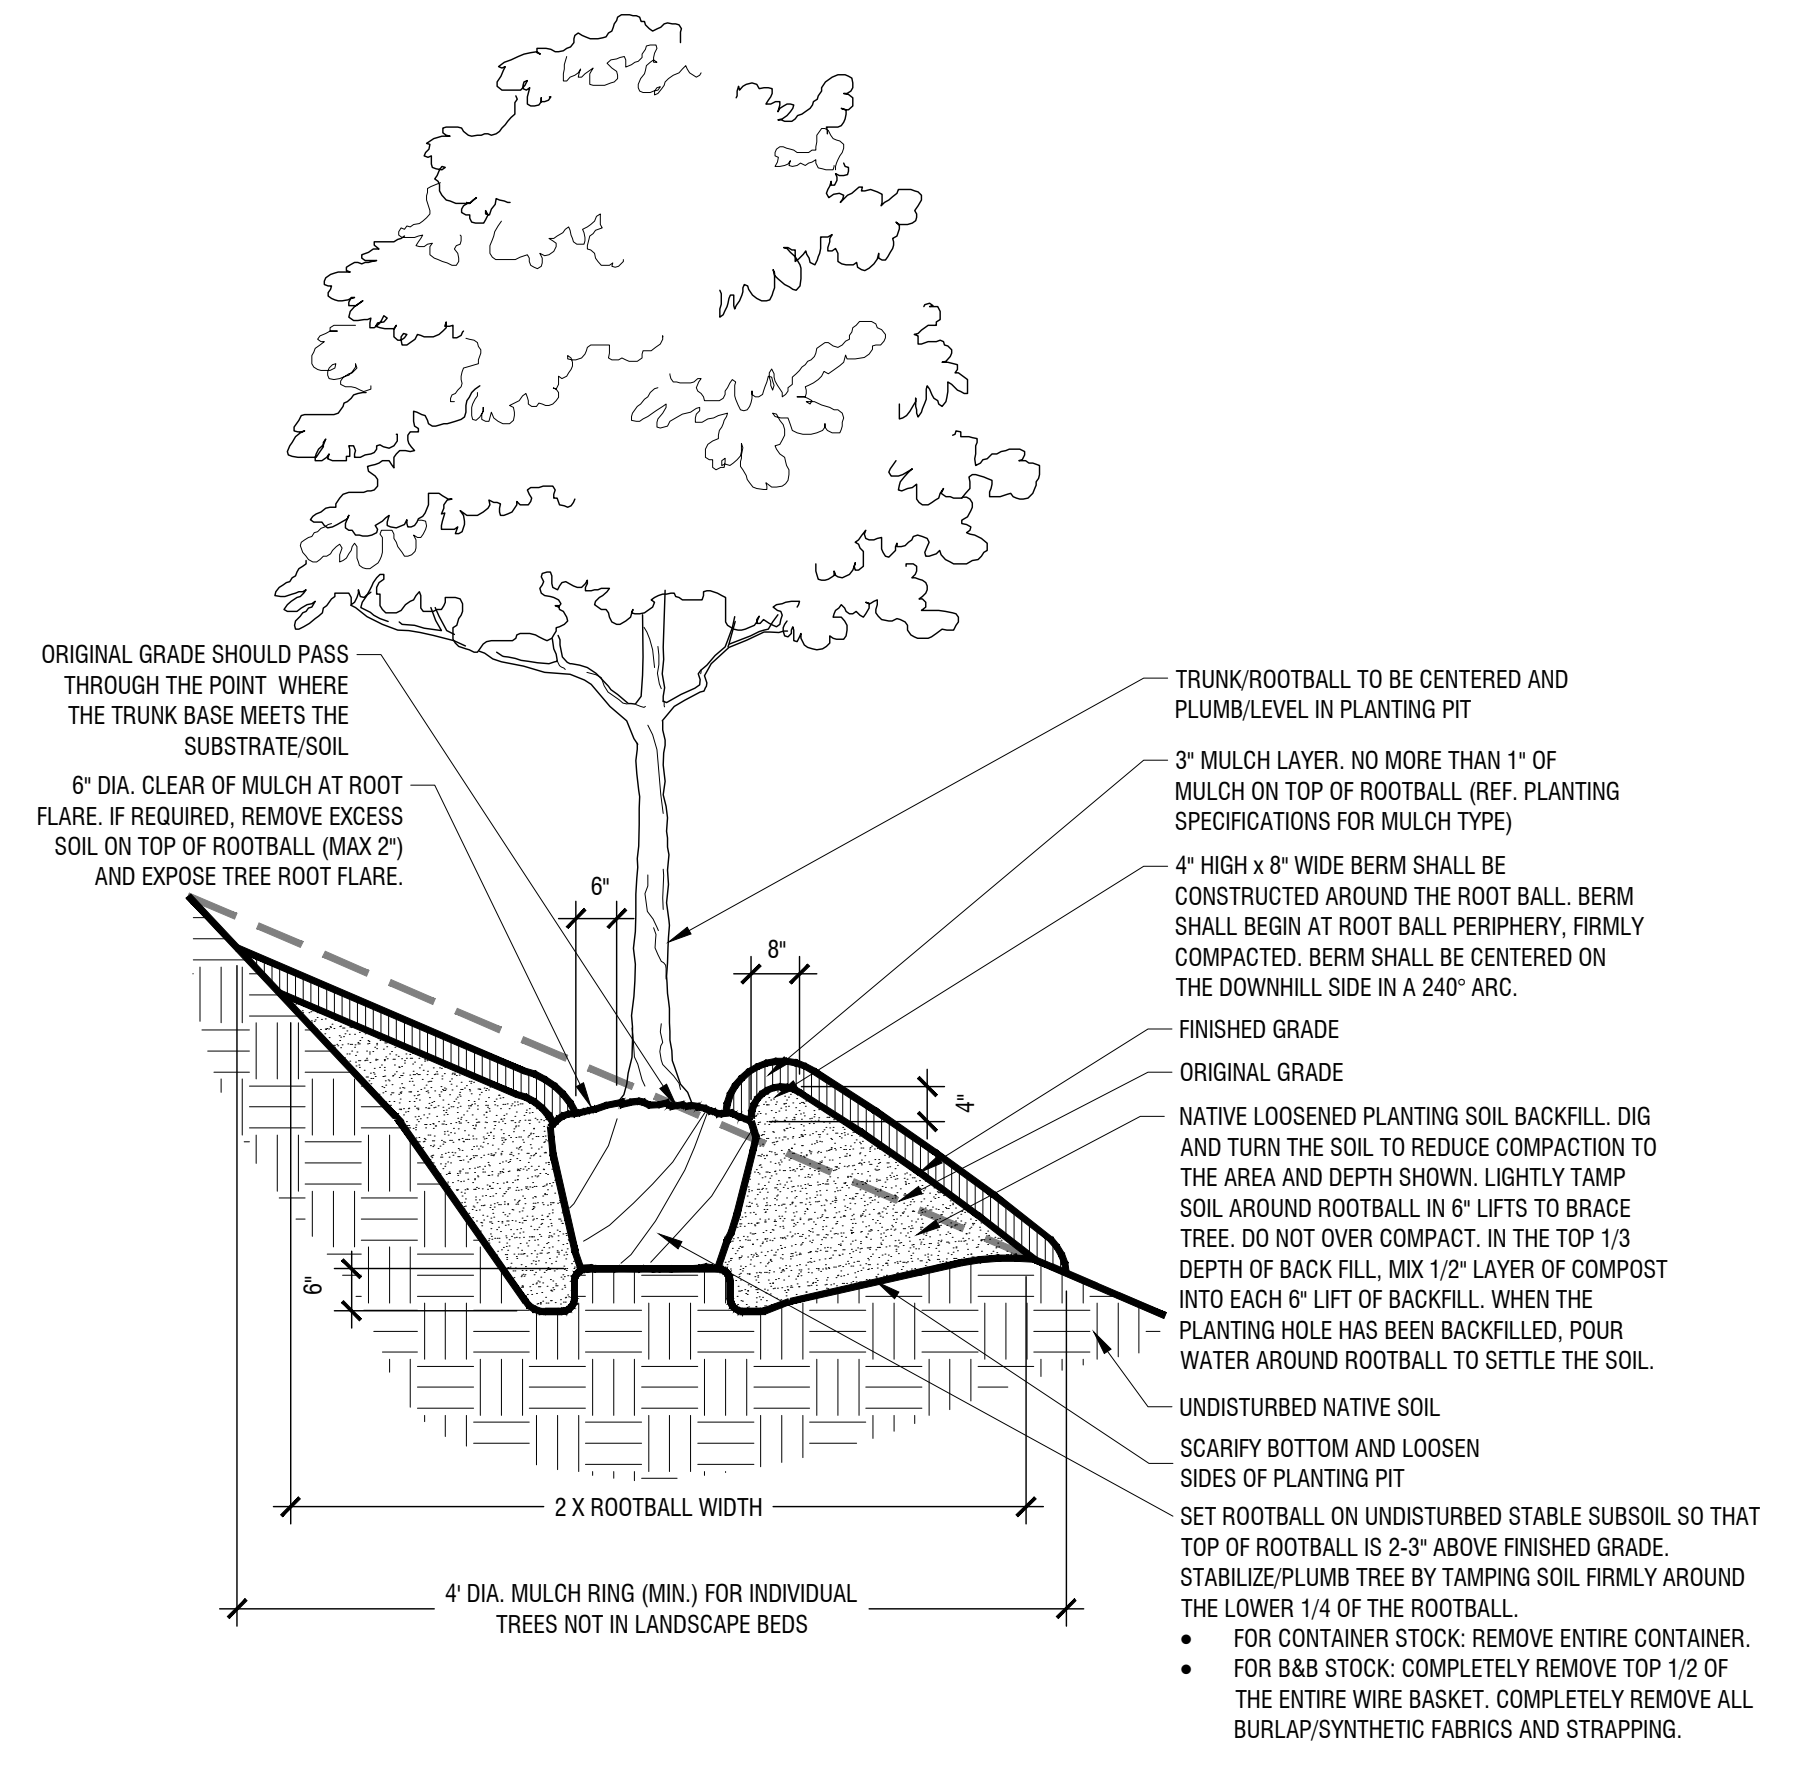 ORIGINAL GRADE SHOULD PASS
THROUGH THE POINT WHERE
THE TRUNK BASE MEETS THE
SUBSTRATE/SOIL
6" DIA. CLEAR OF MULCH AT ROOT
FLARE. IF REQUIRED, REMOVE EXCESS
SOIL ON TOP OF ROOTBALL (MAX 2")
AND EXPOSE TREE ROOT FLARE.
6"
8"
4"
6"
2 X ROOTBALL WIDTH
4' DIA. MULCH RING (MIN.) FOR INDIVIDUAL
TREES NOT IN LANDSCAPE BEDS
TRUNK/ROOTBALL TO BE CENTERED AND
PLUMB/LEVEL IN PLANTING PIT
3" MULCH LAYER. NO MORE THAN 1" OF
MULCH ON TOP OF ROOTBALL (REF. PLANTING
SPECIFICATIONS FOR MULCH TYPE)
4" HIGH x 8" WIDE BERM SHALL BE
CONSTRUCTED AROUND THE ROOT BALL. BERM
SHALL BEGIN AT ROOT BALL PERIPHERY, FIRMLY
COMPACTED. BERM SHALL BE CENTERED ON
THE DOWNHILL SIDE IN A 240° ARC.
FINISHED GRADE
ORIGINAL GRADE
NATIVE LOOSENED PLANTING SOIL BACKFILL. DIG
AND TURN THE SOIL TO REDUCE COMPACTION TO
THE AREA AND DEPTH SHOWN. LIGHTLY TAMP
SOIL AROUND ROOTBALL IN 6" LIFTS TO BRACE
TREE. DO NOT OVER COMPACT. IN THE TOP 1/3
DEPTH OF BACK FILL, MIX 1/2" LAYER OF COMPOST
INTO EACH 6" LIFT OF BACKFILL. WHEN THE
PLANTING HOLE HAS BEEN BACKFILLED, POUR
WATER AROUND ROOTBALL TO SETTLE THE SOIL.
UNDISTURBED NATIVE SOIL
SCARIFY BOTTOM AND LOOSEN
SIDES OF PLANTING PIT
SET ROOTBALL ON UNDISTURBED STABLE SUBSOIL SO THAT
TOP OF ROOTBALL IS 2-3" ABOVE FINISHED GRADE.
STABILIZE/PLUMB TREE BY TAMPING SOIL FIRMLY AROUND
THE LOWER 1/4 OF THE ROOTBALL.
• FOR CONTAINER STOCK: REMOVE ENTIRE CONTAINER.
• FOR B&B STOCK: COMPLETELY REMOVE TOP 1/2 OF
THE ENTIRE WIRE BASKET. COMPLETELY REMOVE ALL
BURLAP/SYNTHETIC FABRICS AND STRAPPING.